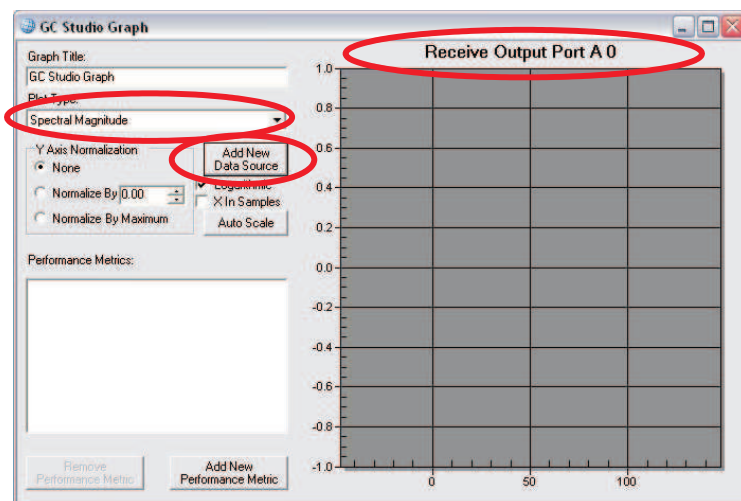 GC Studio Graph
Graph Title:
GC Studio Graph
Plot Type:
Spectral Magnitude
Y Axis Normalization
None
Normalize By 0.00
Normalize By Maximum
Add New
Data Source
Logarithmic
X In Samples
Auto Scale
Performance Metrics:
Remove
Performance Metric
Add New
Performance Metric
Receive Output Port A 0
1.0
0.8
0.6
0.4
0.2
0.0
-0.2
-0.4
-0.6
-0.8
-1.0
0 50 100